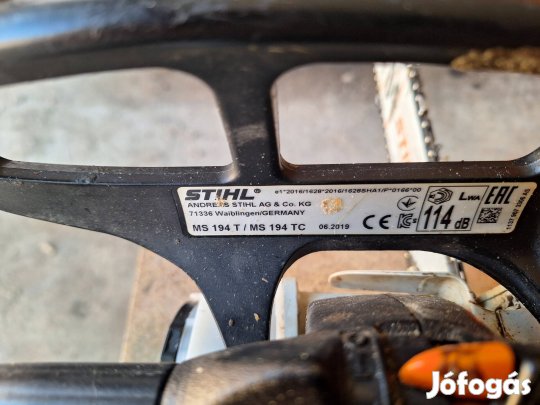 STIHL® e1*2016/1628*2016/1628SHA1/P*0166*00
ANDREAS STIHL AG & Co. KG
71336 Waiblingen/GERMANY
MS 194 T / MS 194 TC 06.2019
CE
114 dB
LWA
EAC
Jófogás